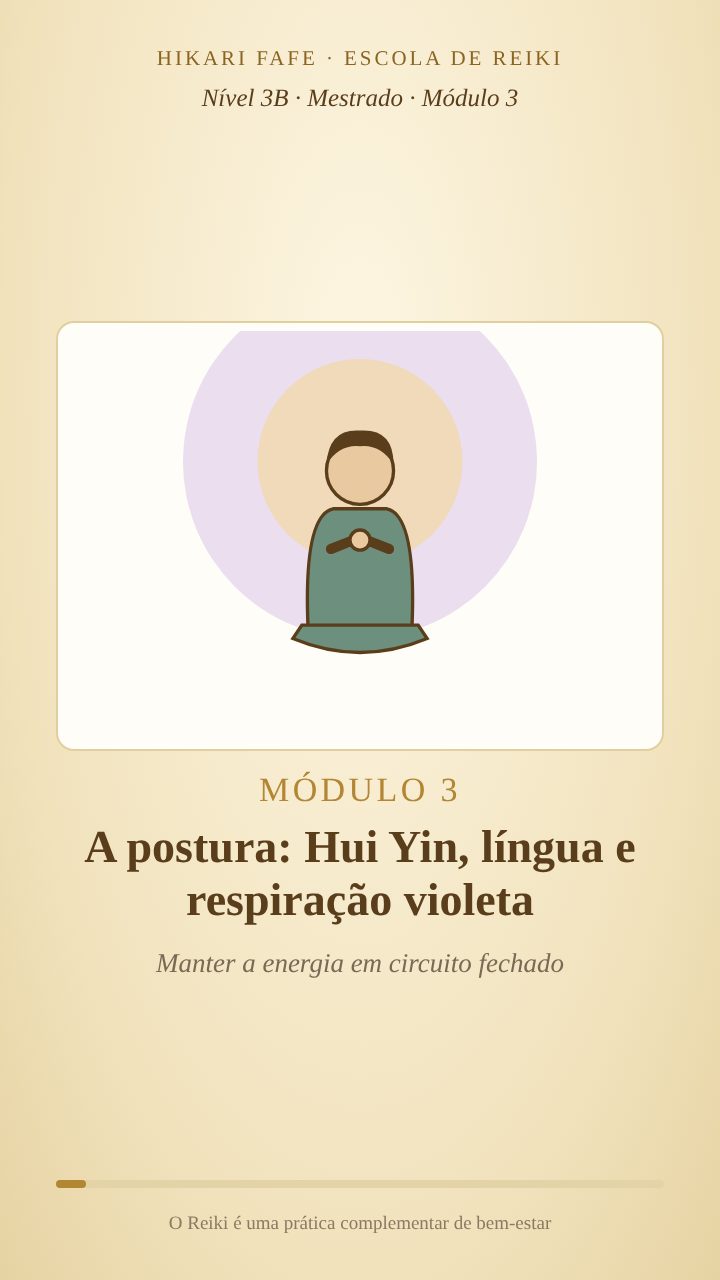 HIKARI FAFE · ESCOLA DE REIKI
Nível 3B · Mestrado · Módulo 3
MÓDULO 3
A postura: Hui Yin, língua e
respiração violeta
Manter a energia em circuito fechado
O Reiki é uma prática complementar de bem-estar